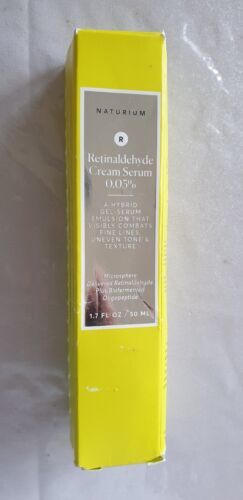 NATURIUM
R
Retinaldehyde
Cream Serum
0.05%
A HYBRID
GEL-SERUM
EMULSION THAT
VISIBLY COMBATS
FINE LINES,
UNEVEN TONE &
TEXTURE
Microsphere
Delivered Retinaldehyde
Plus Biofermented
Oligopeptide
1.7 FL OZ / 50 ML